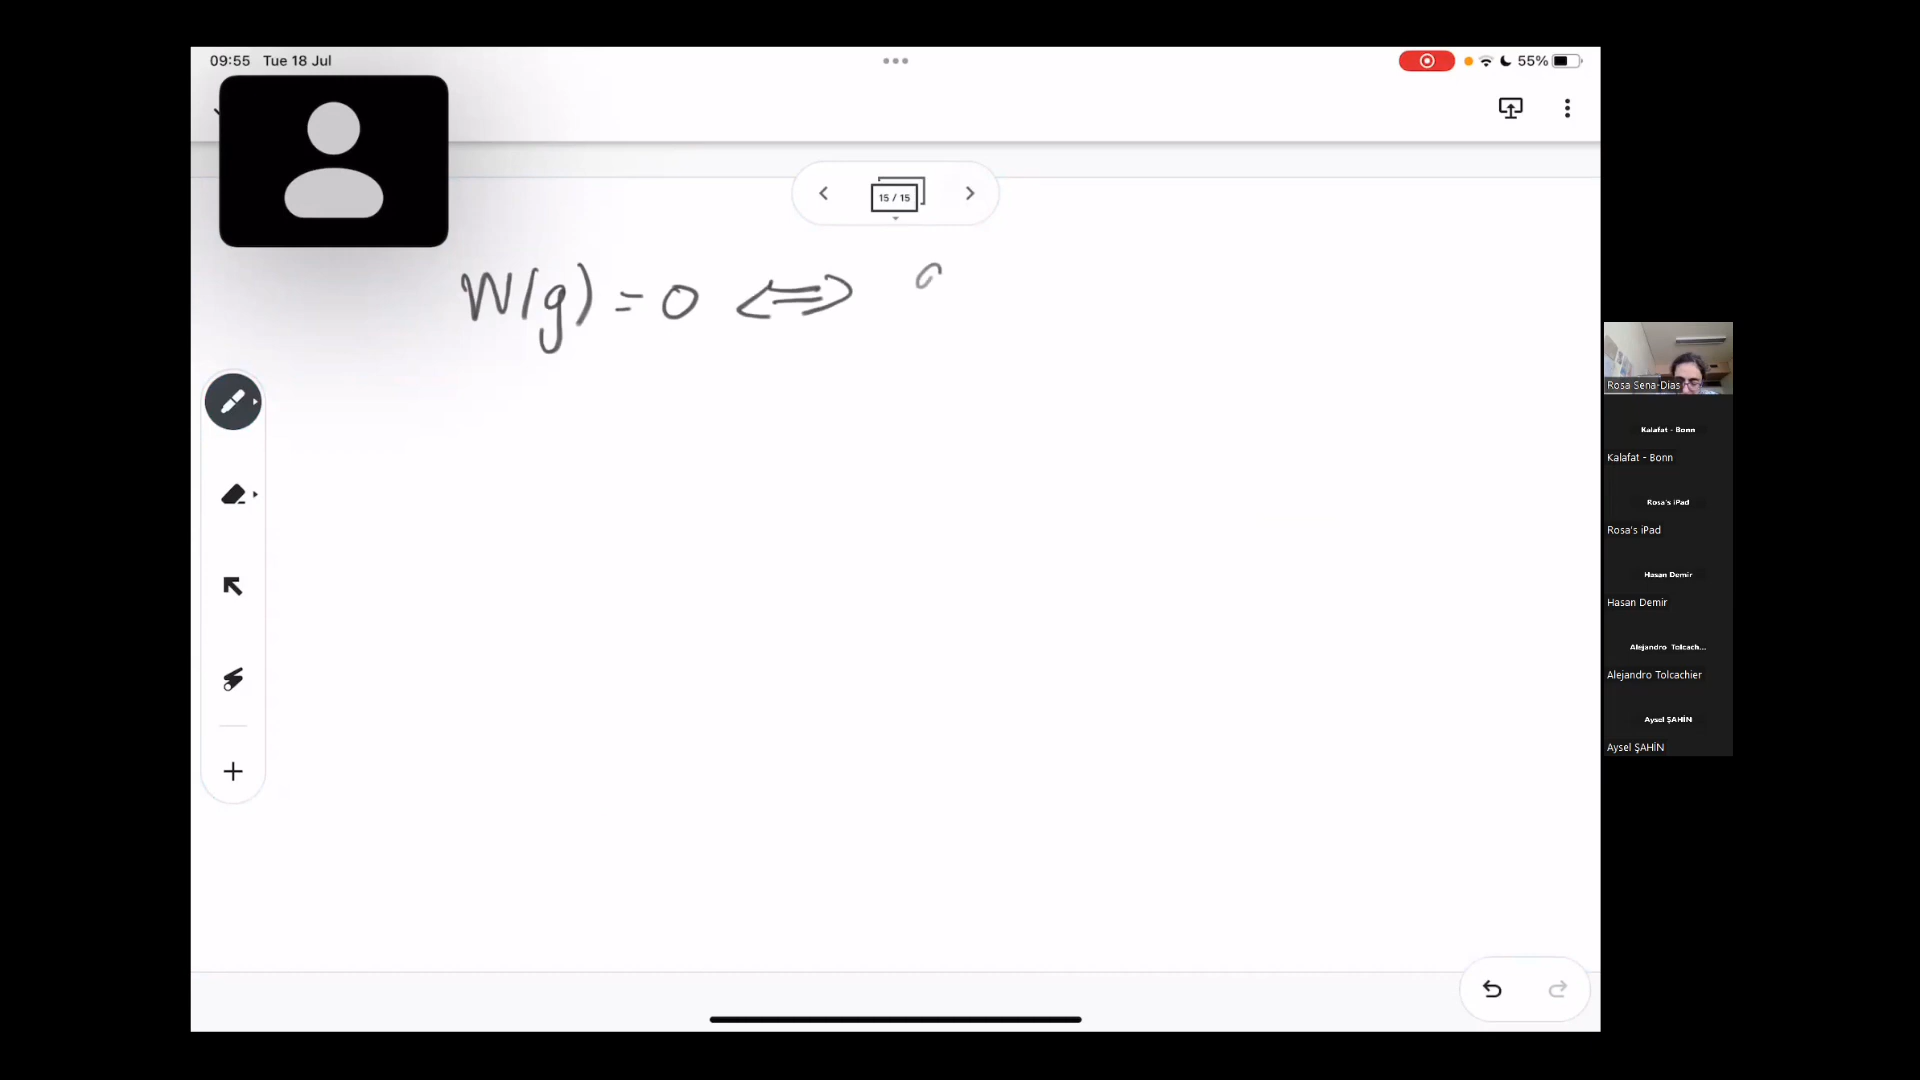 09:55 Tue 18 Jul
55%
15 / 15
W(g) = 0 ⟺
Rosa Sena-Dias
Kalafat - Bonn
Kalafat - Bonn
Rosa's iPad
Rosa's iPad
Hasan Demir
Hasan Demir
Alejandro Tolcach...
Alejandro Tolcachier
Aysel ŞAHİN
Aysel ŞAHİN